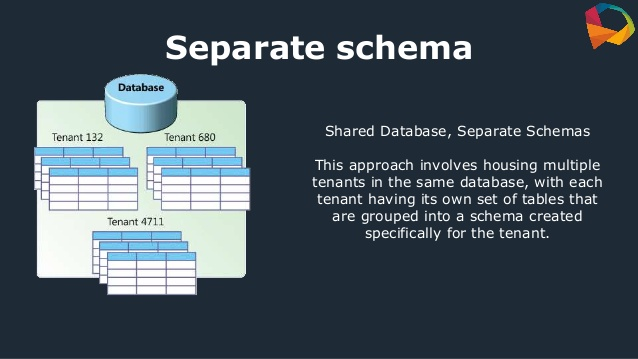 Separate schema
Database
Tenant 132
Tenant 680
Tenant 4711
Shared Database, Separate Schemas
This approach involves housing multiple
tenants in the same database, with each
tenant having its own set of tables that
are grouped into a schema created
specifically for the tenant.